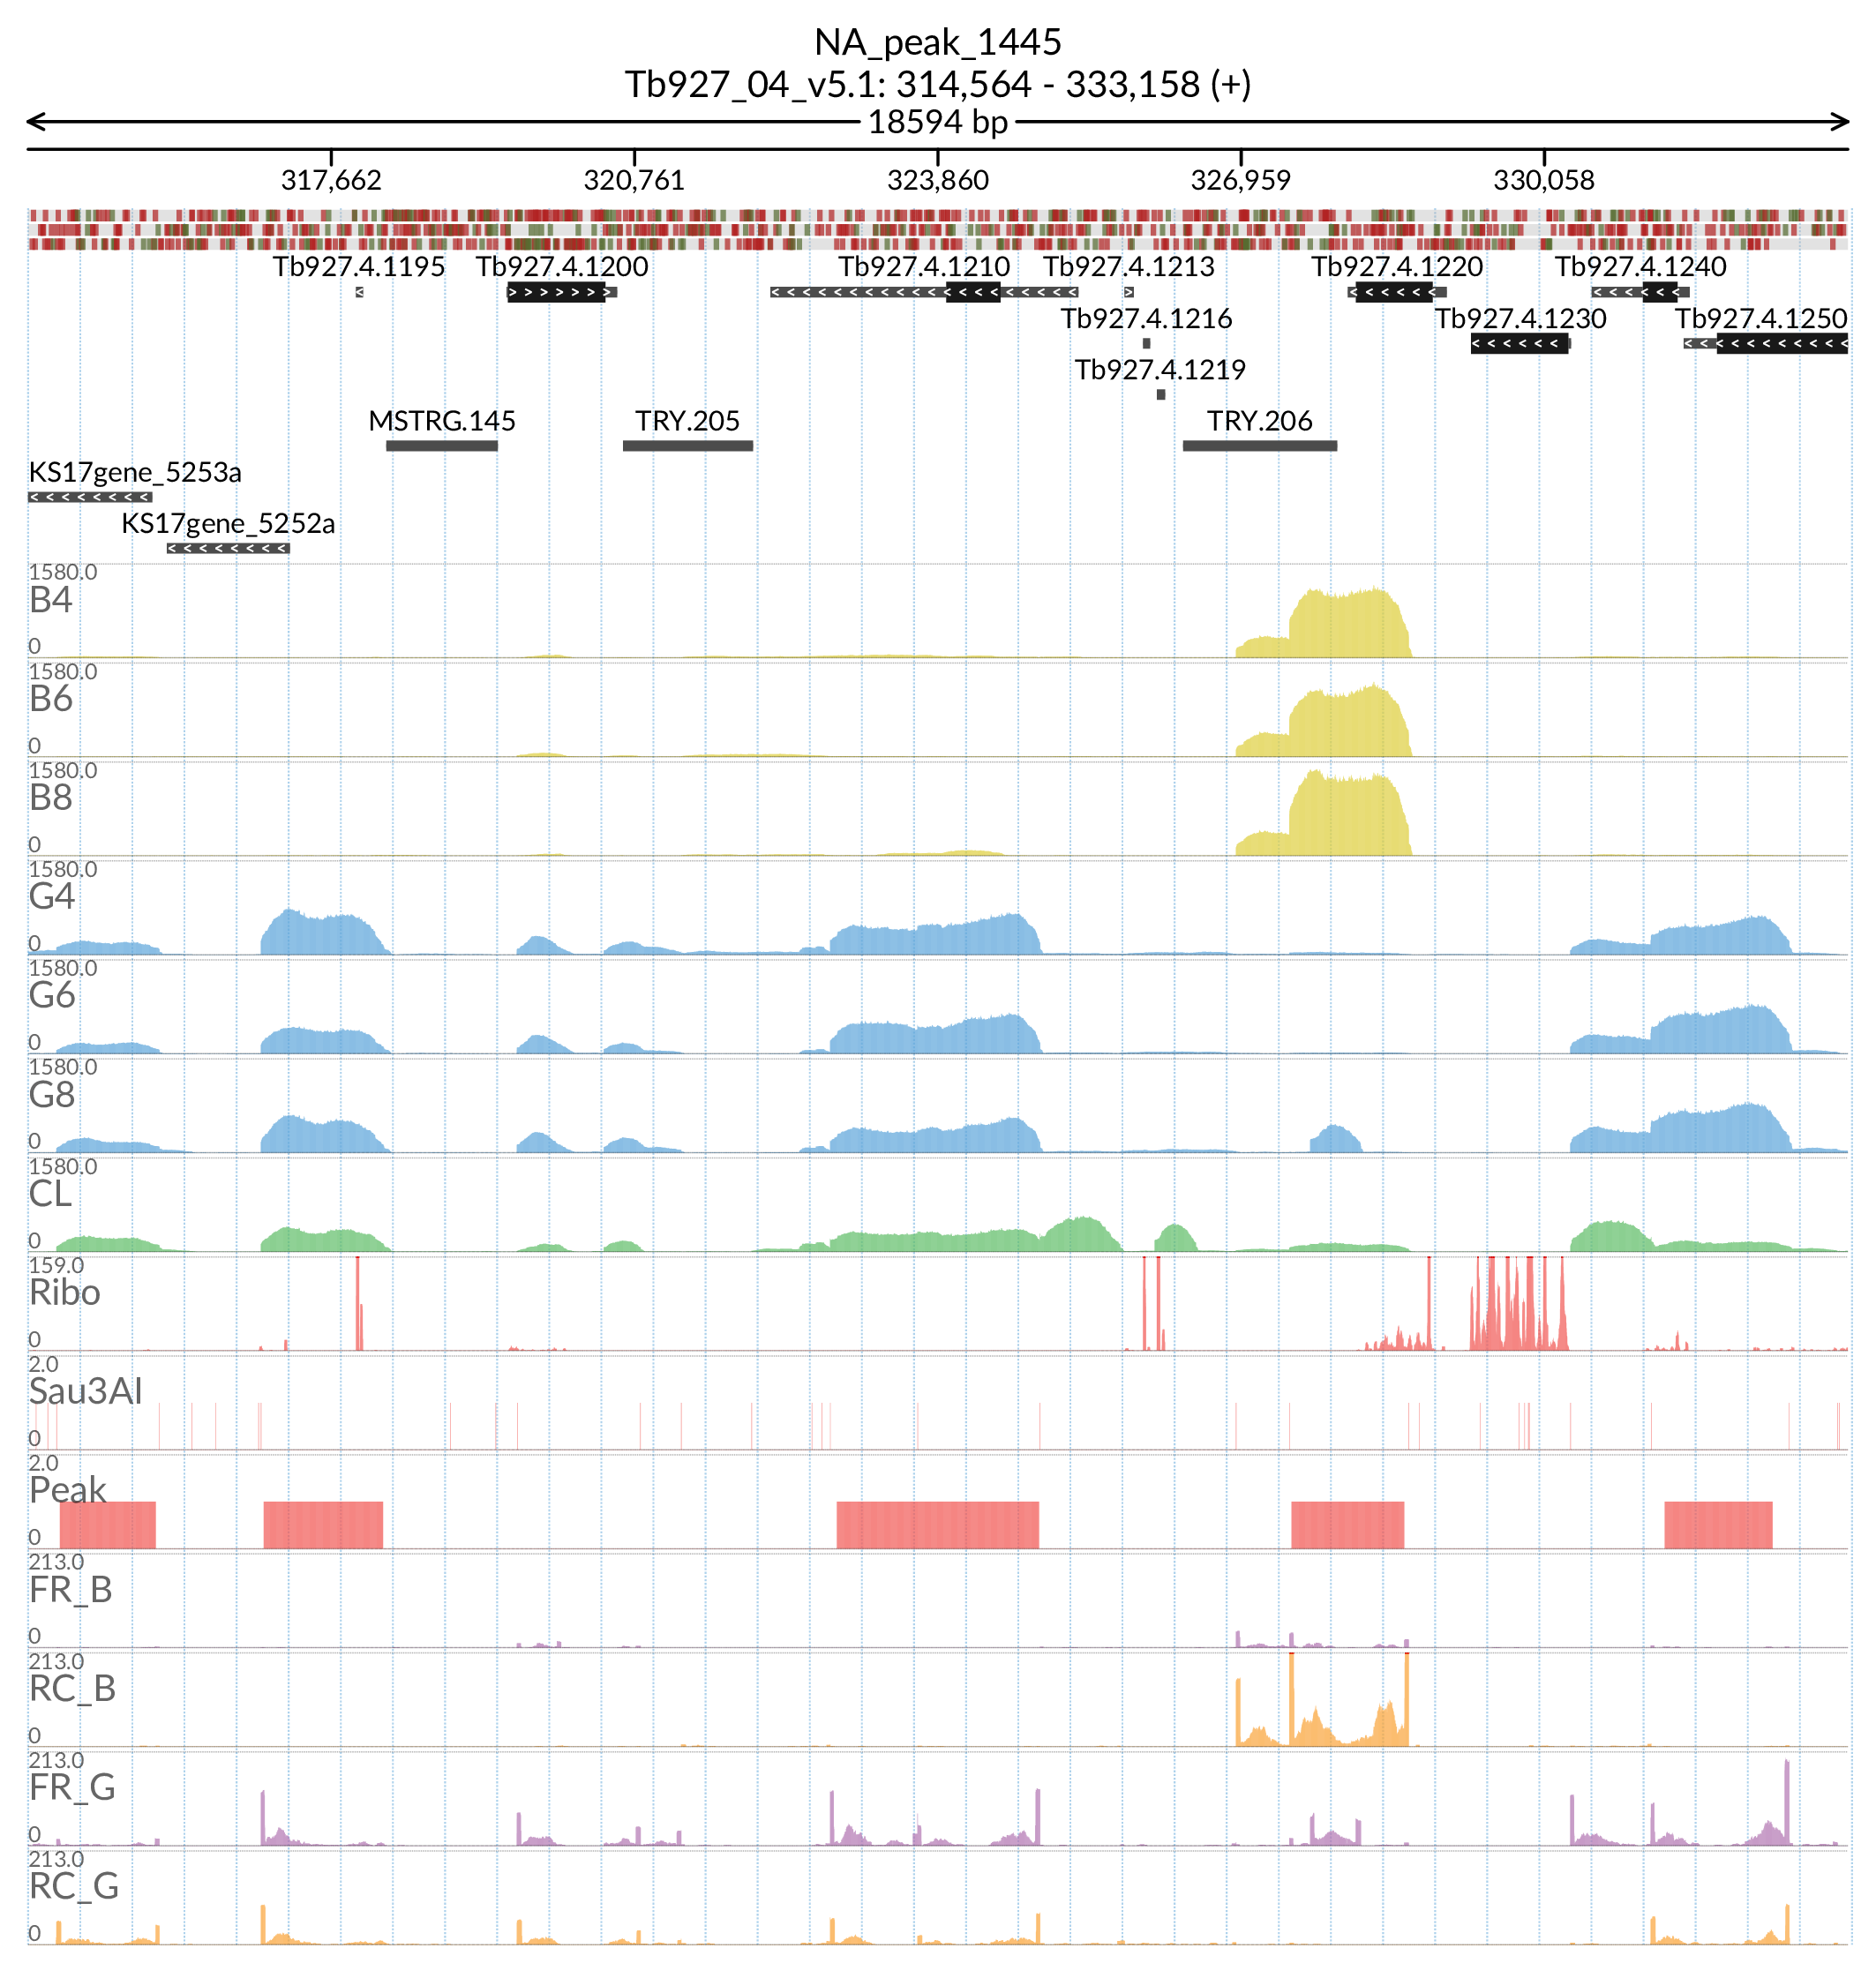 NA_peak_1445
Tb927_04_v5.1: 314,564 - 333,158 (+)
18594 bp
317,662 320,761 323,860 326,959 330,058
Tb927.4.1195 Tb927.4.1200 Tb927.4.1210 Tb927.4.1213 Tb927.4.1220 Tb927.4.1240
Tb927.4.1216 Tb927.4.1230 Tb927.4.1250
Tb927.4.1219
MSTRG.145 TRY.205 TRY.206
KS17gene_5253a
KS17gene_5252a
1580.0
B4
0
1580.0
B6
0
1580.0
B8
0
1580.0
G4
0
1580.0
G6
0
1580.0
G8
0
1580.0
CL
0
159.0
Ribo
0
2.0
Sau3AI
0
2.0
Peak
0
213.0
FR_B
0
213.0
RC_B
0
213.0
FR_G
0
213.0
RC_G
0